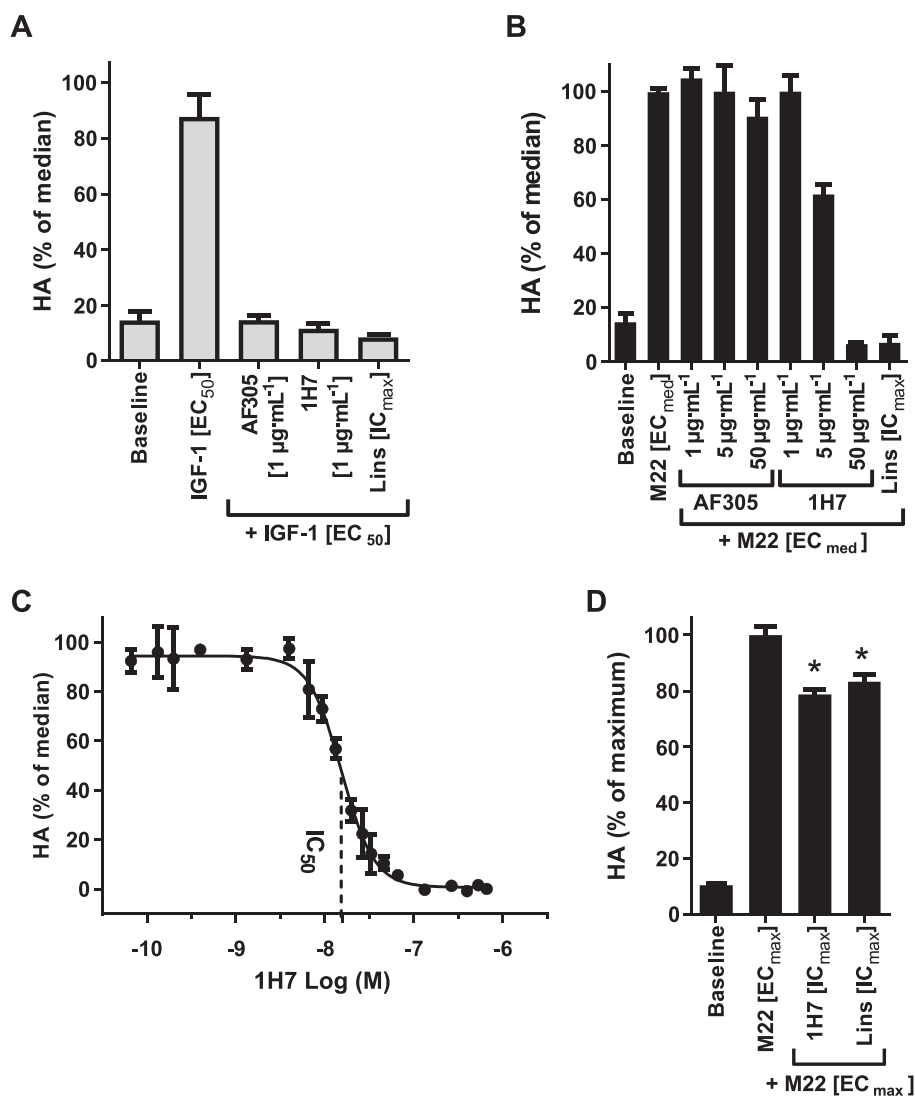 A
HA (% of median)
100
80
60
40
20
0
Baseline
IGF-1 [EC50]
AF305
[1 µg·mL-1]
1H7
[1 µg·mL-1]
Lins [ICmax]
+ IGF-1 [EC50]
B
HA (% of median)
100
80
60
40
20
0
Baseline
M22 [ECmed]
1 µg·mL-1
5 µg·mL-1
50 µg·mL-1
1 µg·mL-1
5 µg·mL-1
50 µg·mL-1
Lins [ICmax]
AF305
1H7
+ M22 [ECmed]
C
HA (% of median)
100
80
60
40
20
0
IC50
-10
-9
-8
-7
-6
1H7 Log (M)
D
HA (% of maximum)
100
80
60
40
20
0
* *
Baseline
M22 [ECmax]
1H7 [ICmax]
Lins [ICmax]
+ M22 [ECmax]